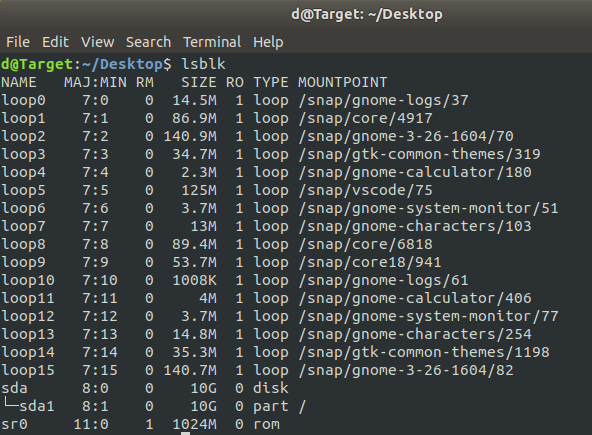 d@Target: ~/Desktop
File Edit View Search Terminal Help
d@Target:~/Desktop$ lsblk
NAME   MAJ:MIN RM   SIZE RO TYPE MOUNTPOINT
loop0    7:0    0  14.5M  1 loop /snap/gnome-logs/37
loop1    7:1    0  86.9M  1 loop /snap/core/4917
loop2    7:2    0 140.9M  1 loop /snap/gnome-3-26-1604/70
loop3    7:3    0  34.7M  1 loop /snap/gtk-common-themes/319
loop4    7:4    0   2.3M  1 loop /snap/gnome-calculator/180
loop5    7:5    0   125M  1 loop /snap/vscode/75
loop6    7:6    0   3.7M  1 loop /snap/gnome-system-monitor/51
loop7    7:7    0    13M  1 loop /snap/gnome-characters/103
loop8    7:8    0  89.4M  1 loop /snap/core/6818
loop9    7:9    0  53.7M  1 loop /snap/core18/941
loop10   7:10   0  1008K  1 loop /snap/gnome-logs/61
loop11   7:11   0     4M  1 loop /snap/gnome-calculator/406
loop12   7:12   0   3.7M  1 loop /snap/gnome-system-monitor/77
loop13   7:13   0  14.8M  1 loop /snap/gnome-characters/254
loop14   7:14   0  35.3M  1 loop /snap/gtk-common-themes/1198
loop15   7:15   0 140.7M  1 loop /snap/gnome-3-26-1604/82
sda      8:0    0    10G  0 disk
└─sda1   8:1    0    10G  0 part /
sr0     11:0    1  1024M  0 rom